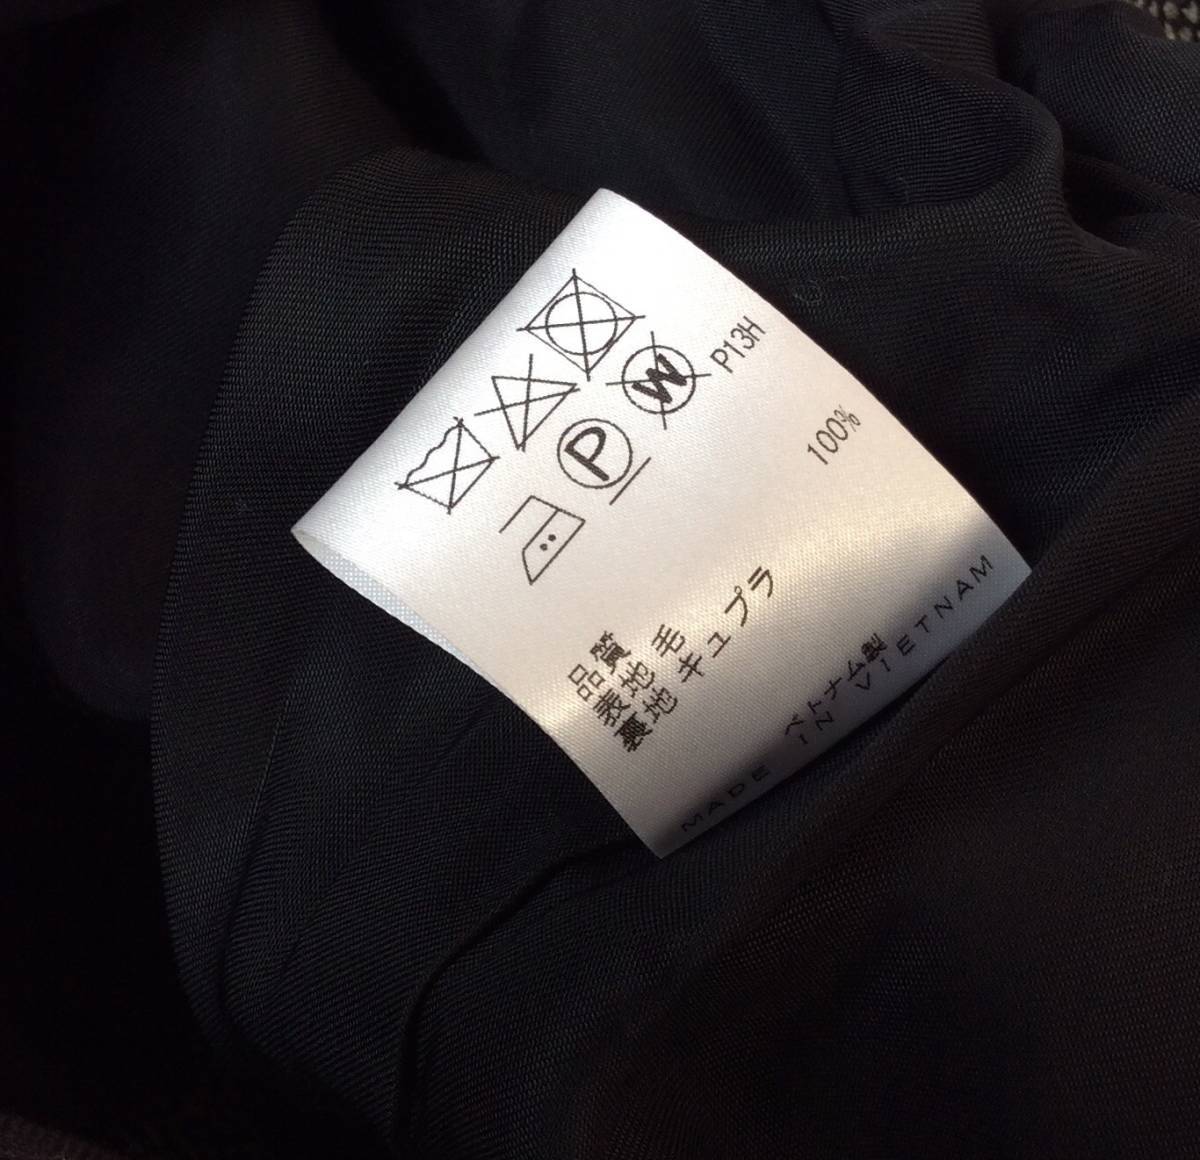 P13H
W
P
品質
表地 毛 100%
裏地 キュプラ
ベトナム製
MADE IN VIETNAM